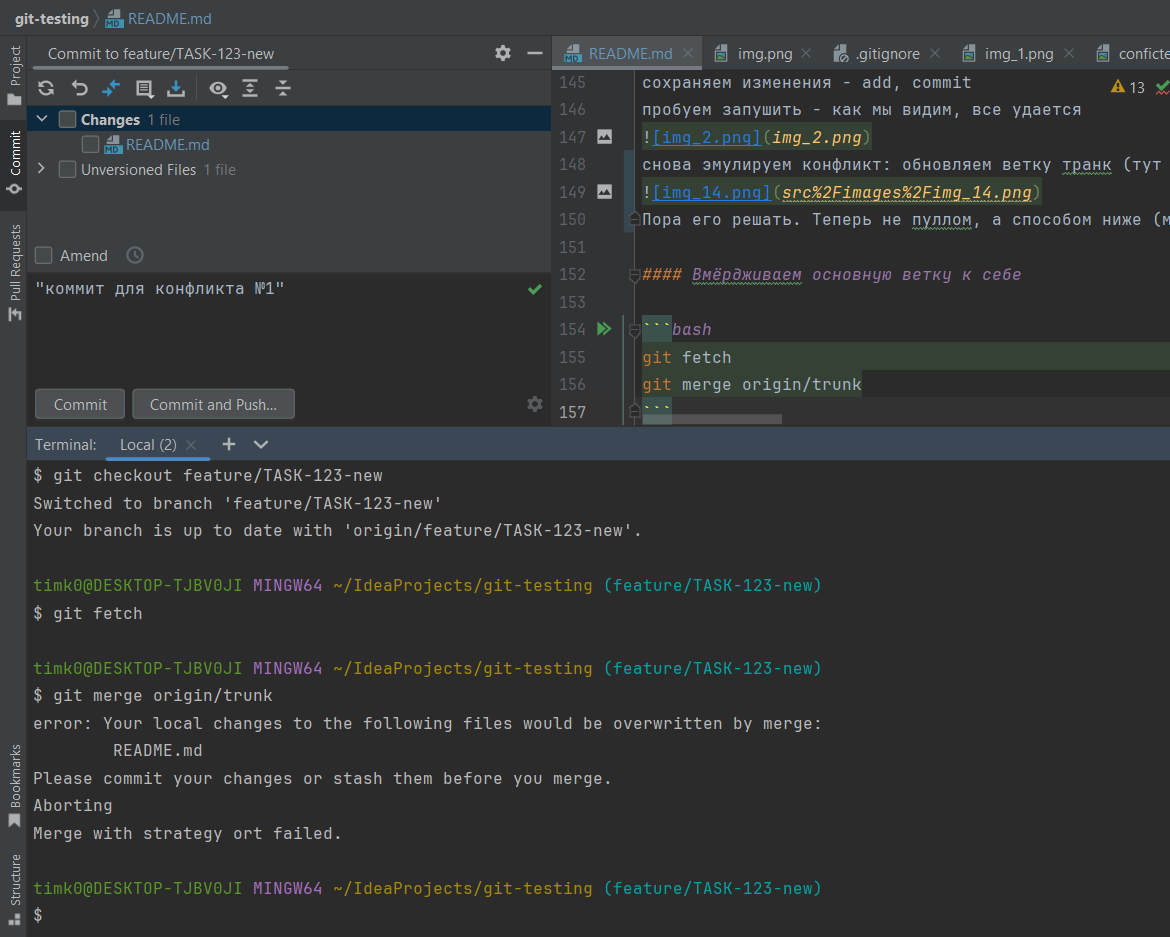 git-testing README.md
Commit to feature/TASK-123-new
README.md img.png .gitignore img_1.png conficte
Project
Commit
Pull Requests
Bookmarks
Structure
Changes 1 file
README.md
Unversioned Files 1 file
Amend
"коммит для конфликта №1"
Commit Commit and Push...
13
145 сохраняем изменения - add, commit
146 пробуем запушить - как мы видим, все удается
147 ![img_2.png](img_2.png)
148 снова эмулируем конфликт: обновляем ветку транк (тут
149 ![img_14.png](src%2Fimages%2Fimg_14.png)
150 Пора его решать. Теперь не пуллом, а способом ниже (м
151
152 #### Вмёрдживаем основную ветку к себе
153
154 ```bash
155 git fetch
156 git merge origin/trunk
157 ```
Terminal: Local (2)
$ git checkout feature/TASK-123-new
Switched to branch 'feature/TASK-123-new'
Your branch is up to date with 'origin/feature/TASK-123-new'.
timk0@DESKTOP-TJBV0JI MINGW64 ~/IdeaProjects/git-testing (feature/TASK-123-new)
$ git fetch
timk0@DESKTOP-TJBV0JI MINGW64 ~/IdeaProjects/git-testing (feature/TASK-123-new)
$ git merge origin/trunk
error: Your local changes to the following files would be overwritten by merge:
README.md
Please commit your changes or stash them before you merge.
Aborting
Merge with strategy ort failed.
timk0@DESKTOP-TJBV0JI MINGW64 ~/IdeaProjects/git-testing (feature/TASK-123-new)
$